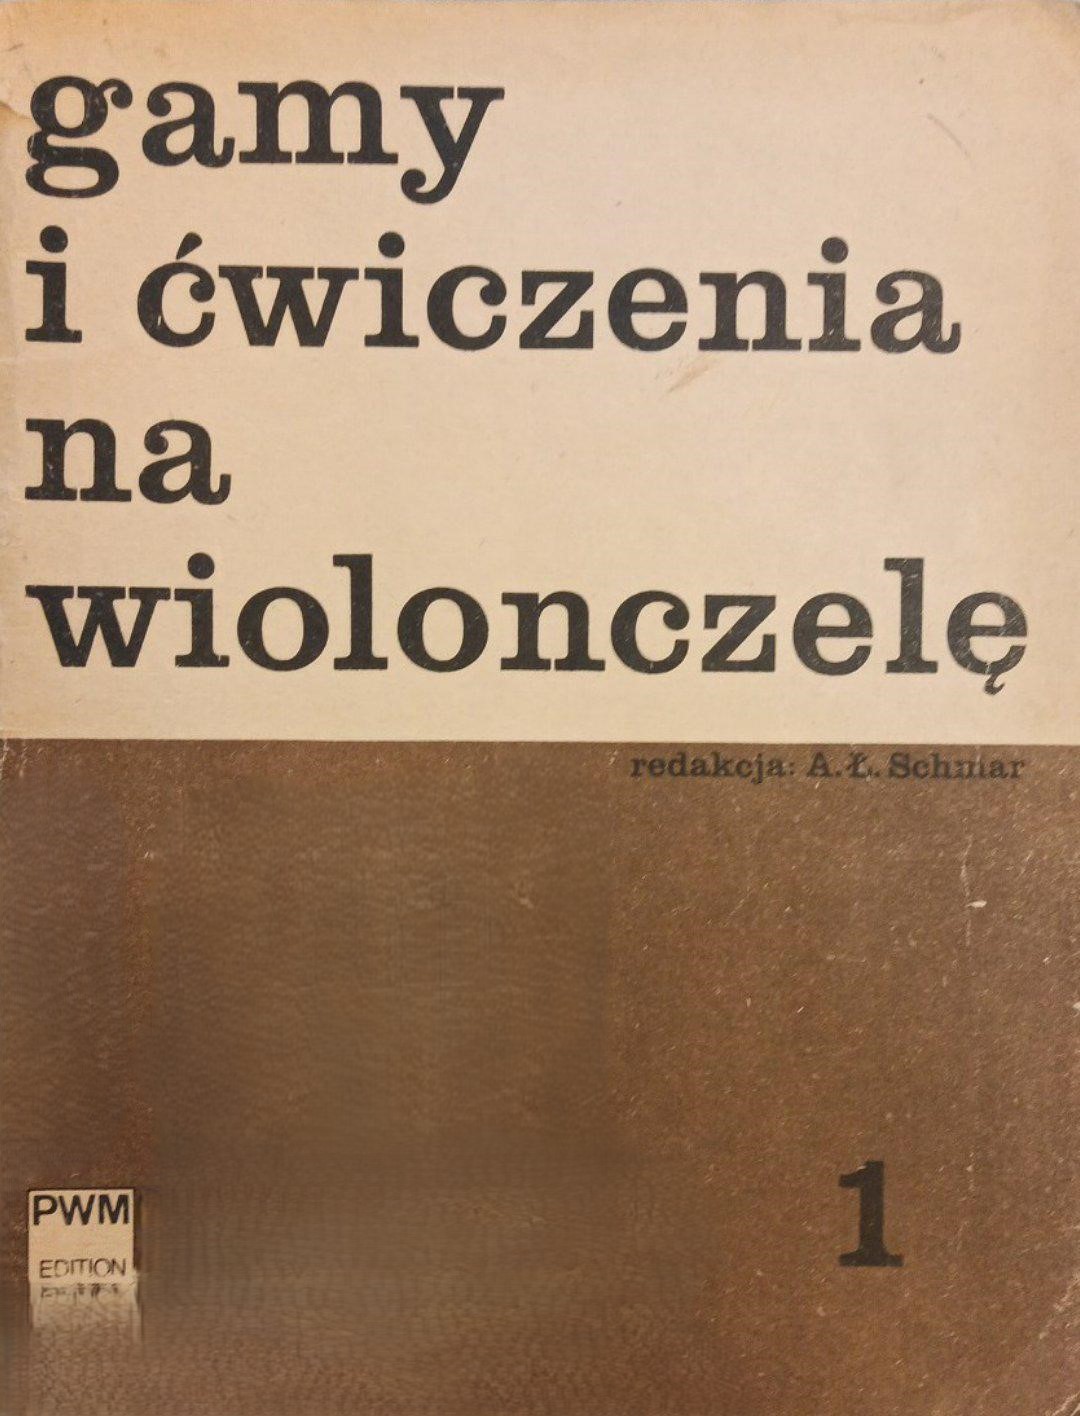 gamy
i ćwiczenia
na
wiolonczelę
redakcja: A. Ł. Schmar
1
PWM
EDITION